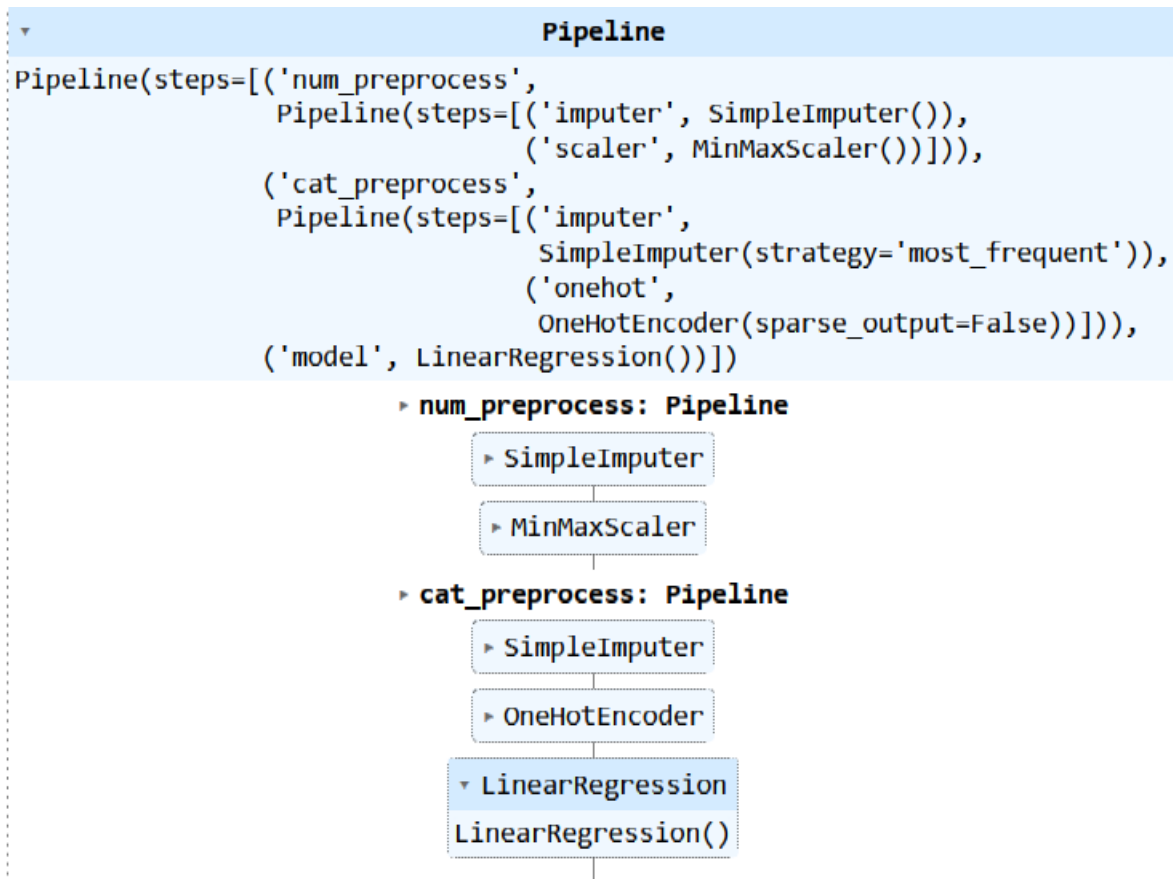 Pipeline
Pipeline(steps=[('num_preprocess',
Pipeline(steps=[('imputer', SimpleImputer()),
('scaler', MinMaxScaler())])),
('cat_preprocess',
Pipeline(steps=[('imputer',
SimpleImputer(strategy='most_frequent')),
('onehot',
OneHotEncoder(sparse_output=False))])),
('model', LinearRegression())])
num_preprocess: Pipeline
SimpleImputer
MinMaxScaler
cat_preprocess: Pipeline
SimpleImputer
OneHotEncoder
LinearRegression
LinearRegression()